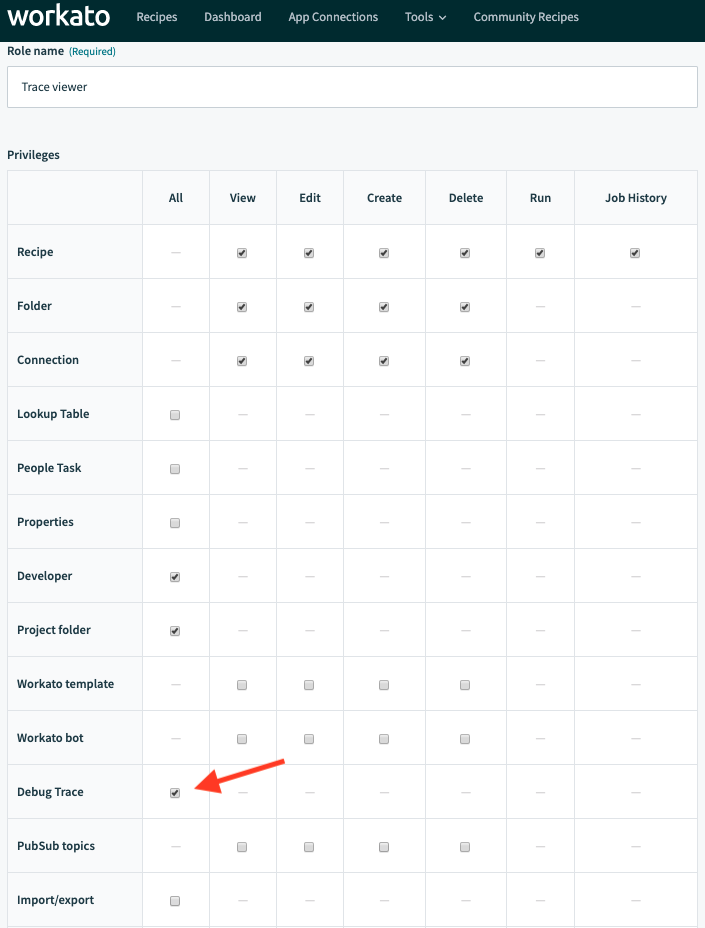 workato Recipes Dashboard App Connections Tools Community Recipes
Role name (Required)
Trace viewer
Privileges
All View Edit Create Delete Run Job History
Recipe
Folder
Connection
Lookup Table
People Task
Properties
Developer
Project folder
Workato template
Workato bot
Debug Trace
PubSub topics
Import/export